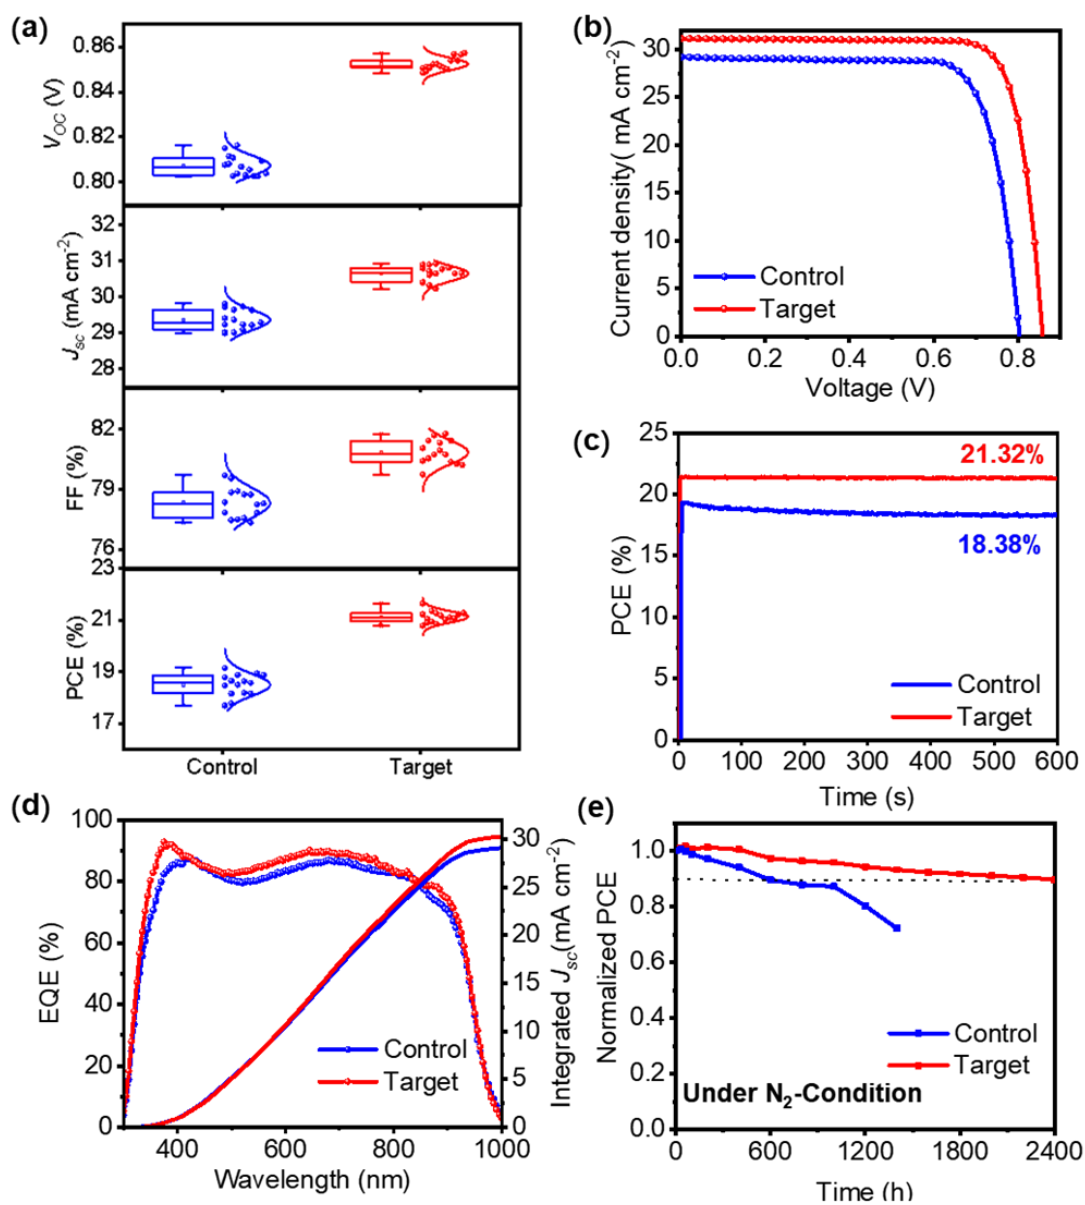 (a)
0.86
0.84
0.82
0.80
V_OC (V)
32
31
30
29
28
J_sc (mA cm⁻²)
82
79
76
FF (%)
23
21
19
17
PCE (%)
Control Target
(b)
30
25
20
15
10
5
0
Current density( mA cm⁻²)
Control
Target
0.0 0.2 0.4 0.6 0.8
Voltage (V)
(c)
25
20
15
10
5
0
PCE (%)
21.32%
18.38%
Control
Target
0 100 200 300 400 500 600
Time (s)
(d)
100
80
60
40
20
0
EQE (%)
30
25
20
15
10
5
0
Integrated J_sc(mA cm⁻²)
Control
Target
400 600 800 1000
Wavelength (nm)
(e)
1.0
0.8
0.6
0.4
0.2
0.0
Normalized PCE
Control
Target
Under N₂-Condition
0 600 1200 1800 2400
Time (h)